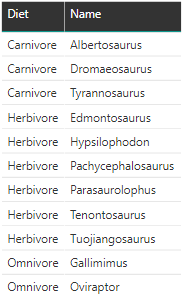 Diet Name
Carnivore Albertosaurus
Carnivore Dromaeosaurus
Carnivore Tyrannosaurus
Herbivore Edmontosaurus
Herbivore Hypsilophodon
Herbivore Pachycephalosaurus
Herbivore Parasaurolophus
Herbivore Tenontosaurus
Herbivore Tuojiangosaurus
Omnivore Gallimimus
Omnivore Oviraptor